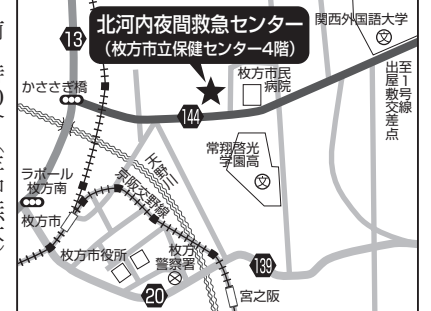 北河内夜間救急センター
（枚方市立保健センター4階）
関西外国語大学
13
かささぎ橋
枚方市民
病院
至1号線
出屋敷交差点
144
常翔啓光
学園高
天野川
京阪交野線
ラポール
枚方南
枚方市
枚方市役所
枚方
警察署
139
20
宮之阪